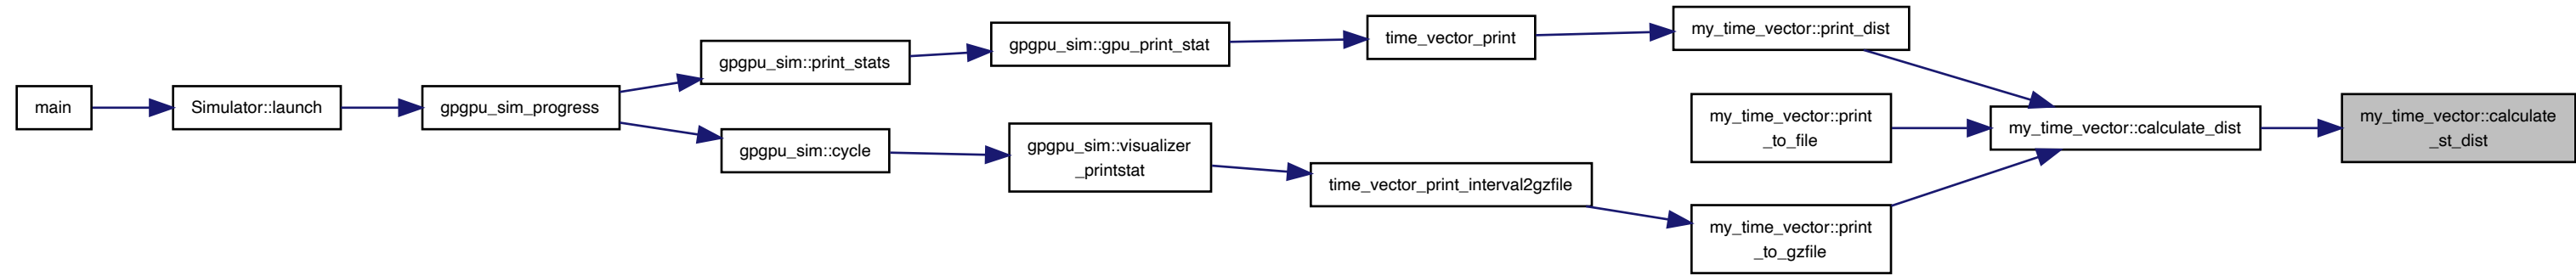 main
Simulator::launch
gpgpu_sim_progress
gpgpu_sim::print_stats
gpgpu_sim::cycle
gpgpu_sim::gpu_print_stat
gpgpu_sim::visualizer
_printstat
time_vector_print
time_vector_print_interval2gzfile
my_time_vector::print_dist
my_time_vector::print
_to_file
my_time_vector::print
_to_gzfile
my_time_vector::calculate_dist
my_time_vector::calculate
_st_dist